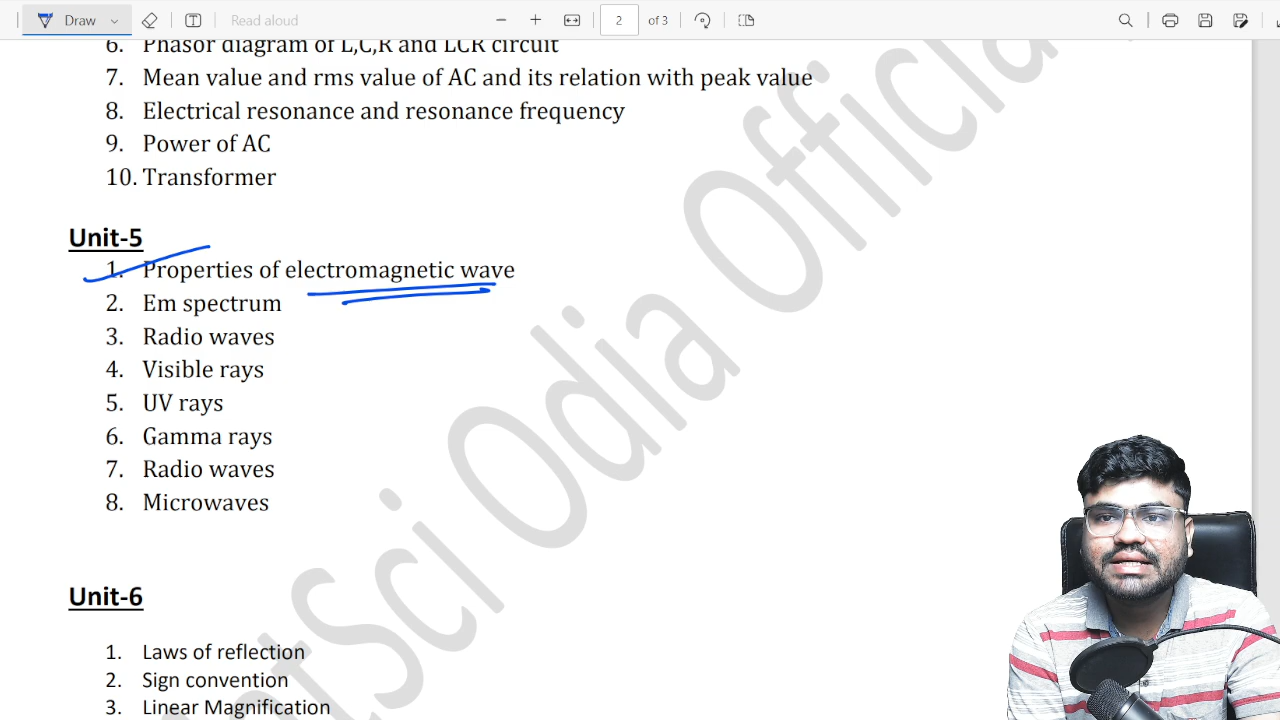 Draw
Read aloud
2 of 3
6. Phasor diagram of L,C,R and LCR circuit
7. Mean value and rms value of AC and its relation with peak value
8. Electrical resonance and resonance frequency
9. Power of AC
10. Transformer
Unit-5
1. Properties of electromagnetic wave
2. Em spectrum
3. Radio waves
4. Visible rays
5. UV rays
6. Gamma rays
7. Radio waves
8. Microwaves
Unit-6
1. Laws of reflection
2. Sign convention
3. Linear Magnification
Odia Official